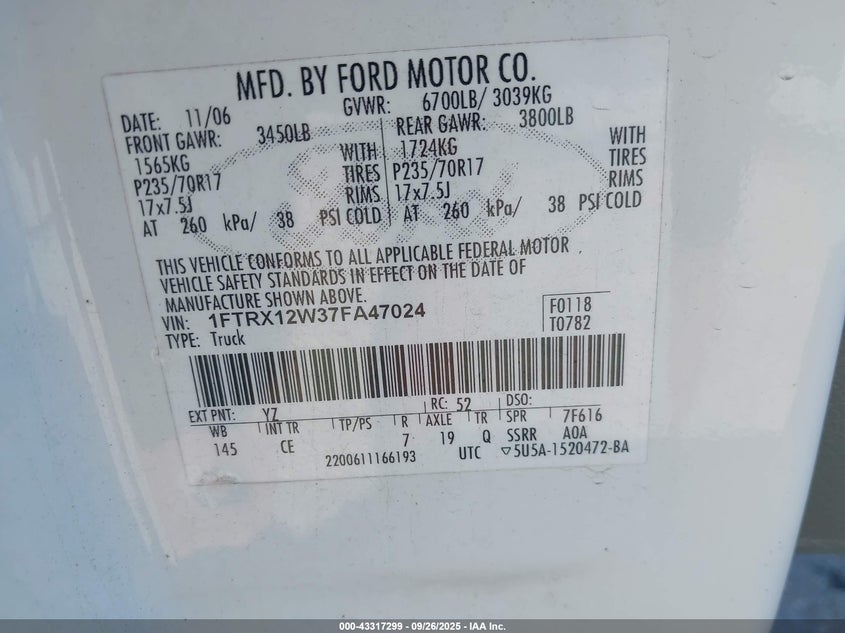 MFD. BY FORD MOTOR CO.
DATE: 11/06 GVWR: 6700LB/ 3039KG
FRONT GAWR: 3450LB REAR GAWR: 3800LB
1565KG WITH 1724KG WITH
P235/70R17 TIRES P235/70R17 TIRES
17x7.5J RIMS 17x7.5J RIMS
AT 260 kPa/ 38 PSI COLD AT 260 kPa/ 38 PSI COLD
THIS VEHICLE CONFORMS TO ALL APPLICABLE FEDERAL MOTOR
VEHICLE SAFETY STANDARDS IN EFFECT ON THE DATE OF
MANUFACTURE SHOWN ABOVE.
VIN: 1FTRX12W37FA47024 F0118
TYPE: Truck T0782
EXT PNT: YZ RC: 52 DSO:
WB INT TR TP/PS R AXLE TR SPR 7F616
145 CE 7 19 Q SSRR A0A
2200611166193 UTC ▽5U5A-1520472-BA
000-43317299 - 09/26/2025 - IAA Inc.